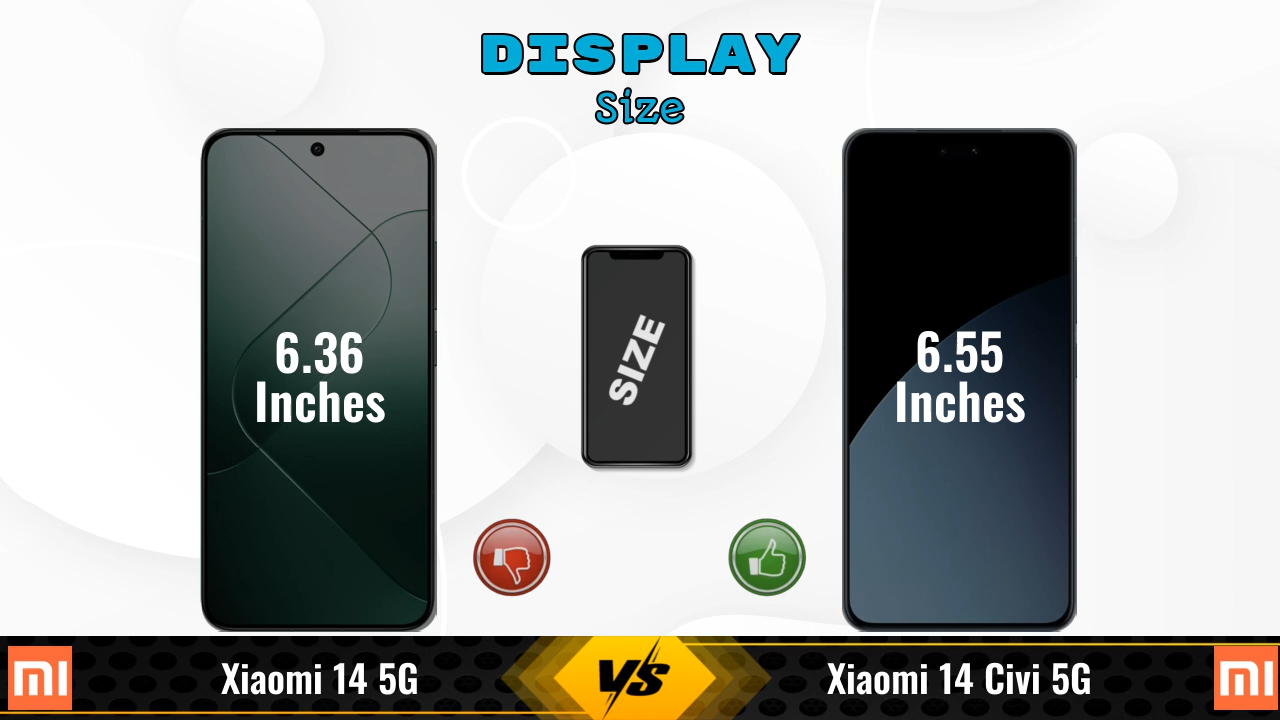 DISPLAY
Size
6.36
Inches
SIZE
6.55
Inches
mi
Xiaomi 14 5G
VS
Xiaomi 14 Civi 5G
mi